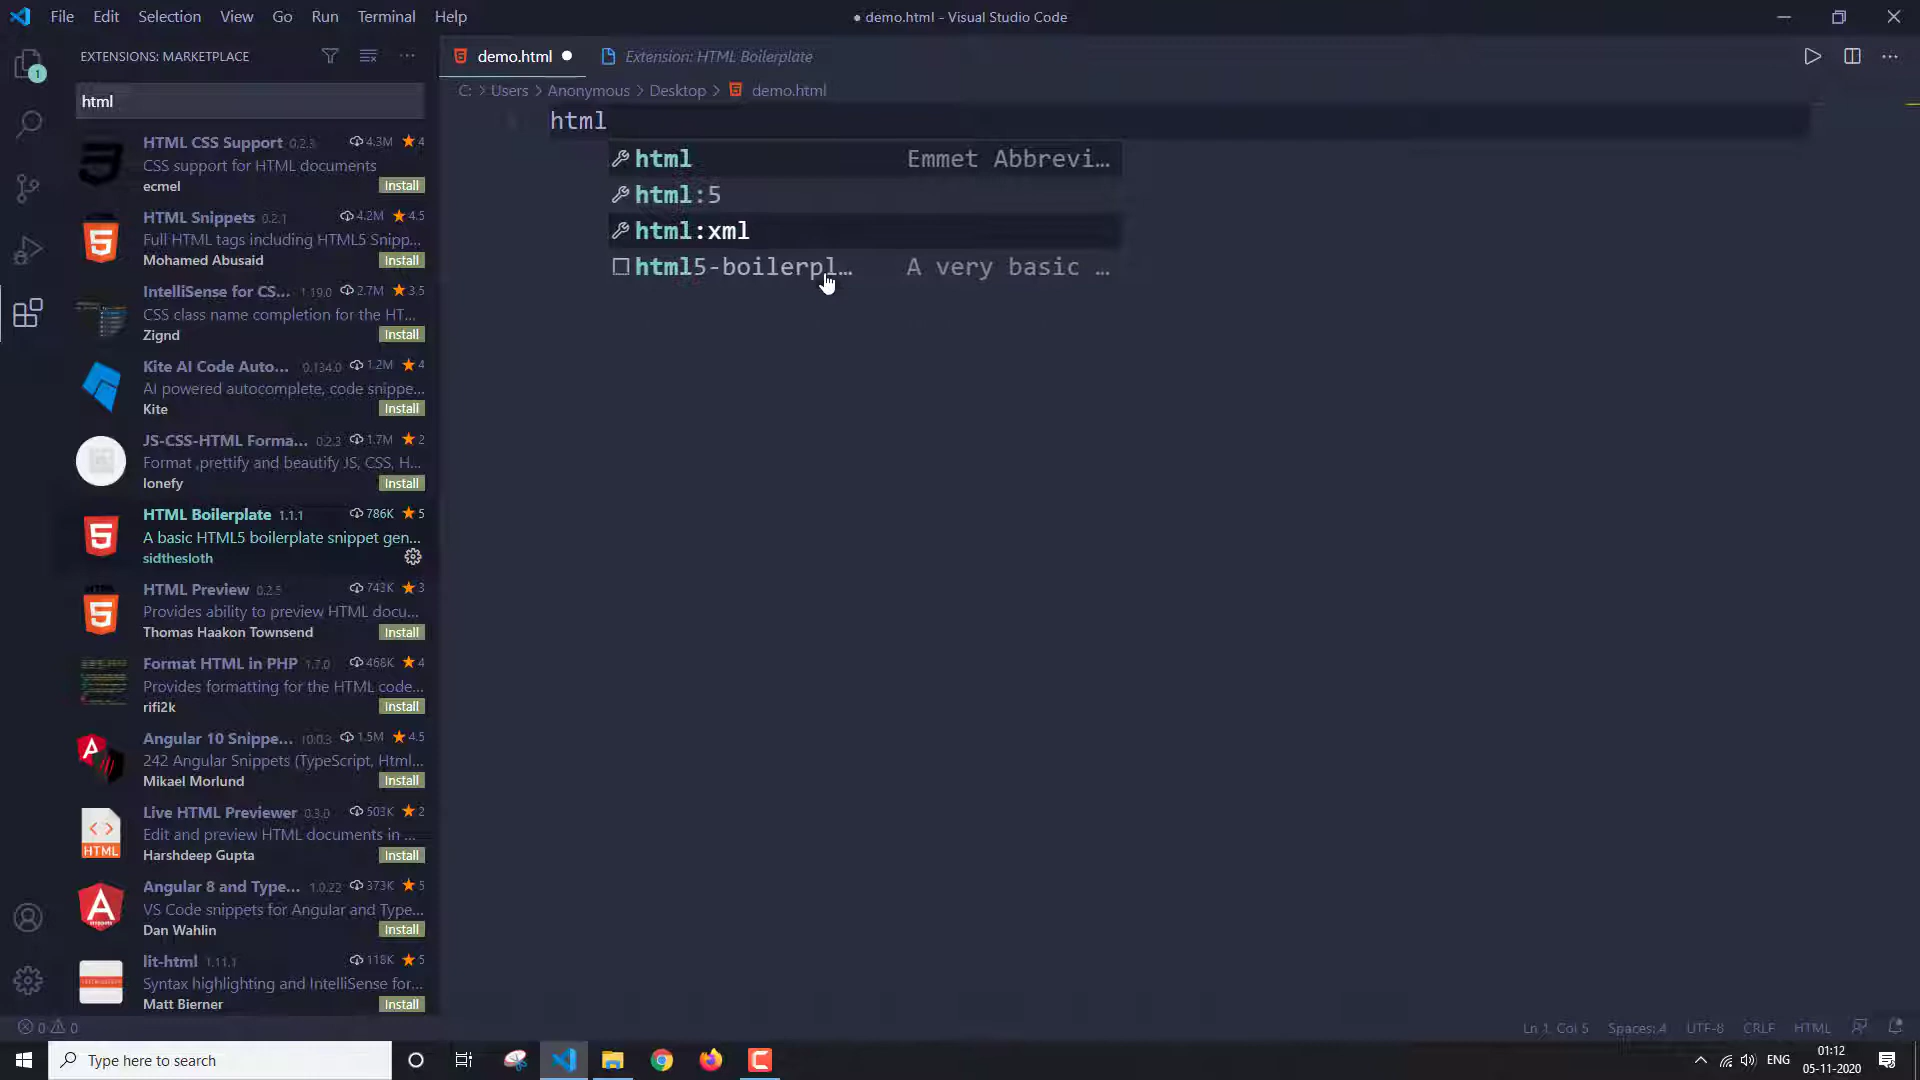 File Edit Selection View Go Run Terminal Help
● demo.html - Visual Studio Code
EXTENSIONS: MARKETPLACE
html
HTML CSS Support 0.2.3 4.3M ★4
CSS support for HTML documents
ecmel Install
HTML Snippets 0.2.1 4.2M ★4.5
Full HTML tags including HTML5 Snipp...
Mohamed Abusaid Install
IntelliSense for CS... 1.19.0 2.7M ★3.5
CSS class name completion for the HT...
Zignd Install
Kite AI Code Auto... 0.134.0 1.2M ★4
AI powered autocomplete, code snippe...
Kite Install
JS-CSS-HTML Forma... 0.2.3 1.7M ★2
Format ,prettify and beautify JS, CSS, H...
lonefy Install
HTML Boilerplate 1.1.1 786K ★5
A basic HTML5 boilerplate snippet gen...
sidthesloth
HTML Preview 0.2.5 743K ★3
Provides ability to preview HTML docu...
Thomas Haakon Townsend Install
Format HTML in PHP 1.7.0 468K ★4
Provides formatting for the HTML code...
rifi2k Install
Angular 10 Snippe... 10.0.3 1.5M ★4.5
242 Angular Snippets (TypeScript, Html...
Mikael Morlund Install
HTML
Live HTML Previewer 0.3.0 503K ★2
Edit and preview HTML documents in ...
Harshdeep Gupta Install
Angular 8 and Type... 1.0.22 373K ★5
VS Code snippets for Angular and Type...
Dan Wahlin Install
lit-html 1.11.1 118K ★5
Syntax highlighting and IntelliSense for...
Matt Bierner Install
demo.html ● Extension: HTML Boilerplate
C: > Users > Anonymous > Desktop > demo.html
1 html
html Emmet Abbrevi...
html:5
html:xml
html5-boilerpl... A very basic ...
1
0 0
Ln 1, Col 5 Spaces: 4 UTF-8 CRLF HTML
Type here to search
ENG
01:12
05-11-2020